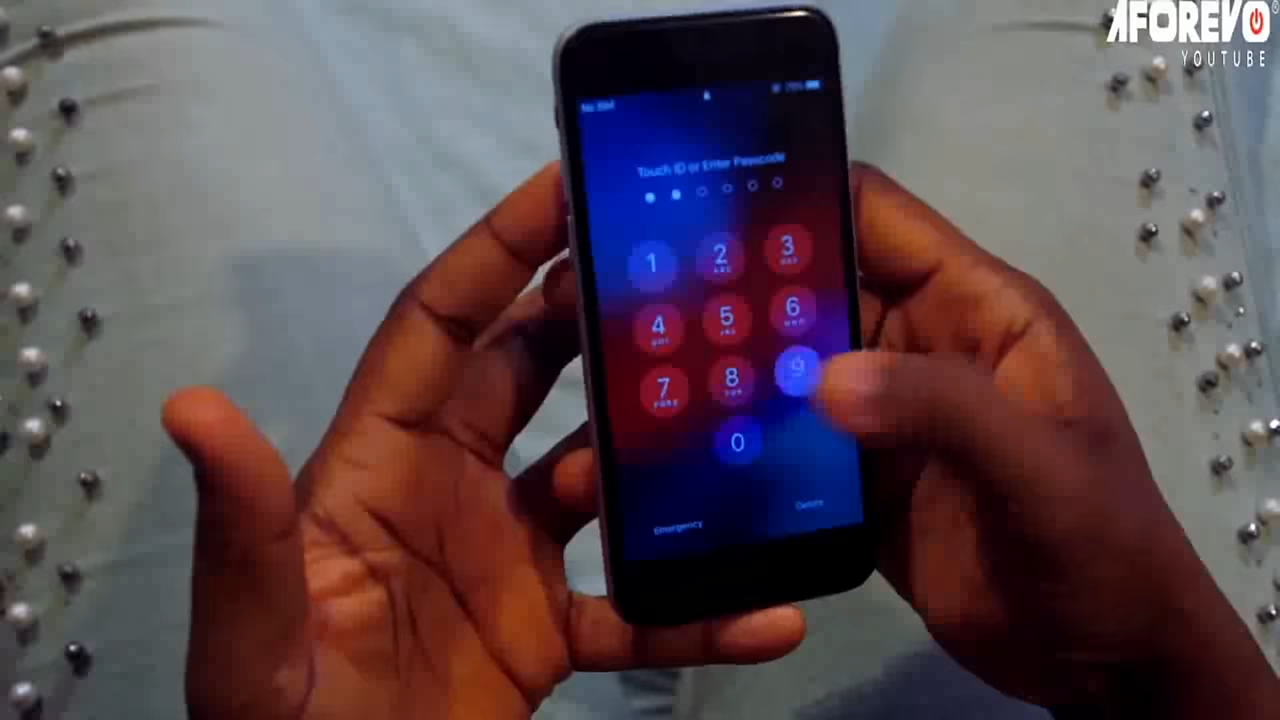 AFOREVO
YOUTUBE
No SIM
Touch ID or Enter Passcode
1
2
ABC
3
DEF
4
GHI
5
JKL
6
MNO
7
PQRS
8
TUV
9
0
Emergency
Delete